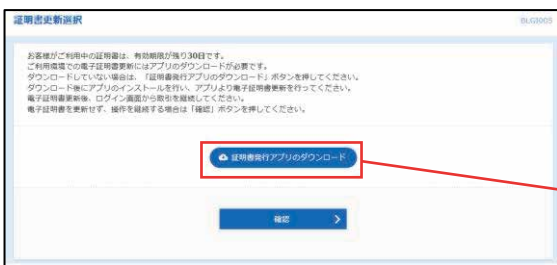 証明書更新選択
BLGI005
お客様がご利用中の証明書は、有効期限が残り30日です。
ご利用環境での電子証明書更新にはアプリのダウンロードが必要です。
ダウンロードしていない場合は、「証明書発行アプリのダウンロード」ボタンを押してください。
ダウンロード後にアプリのインストールを行い、アプリより電子証明書更新を行ってください。
電子証明書更新後、ログイン画面から取引を継続してください。
電子証明書を更新せず、操作を継続する場合は「確認」ボタンを押してください。
証明書発行アプリのダウンロード
確認